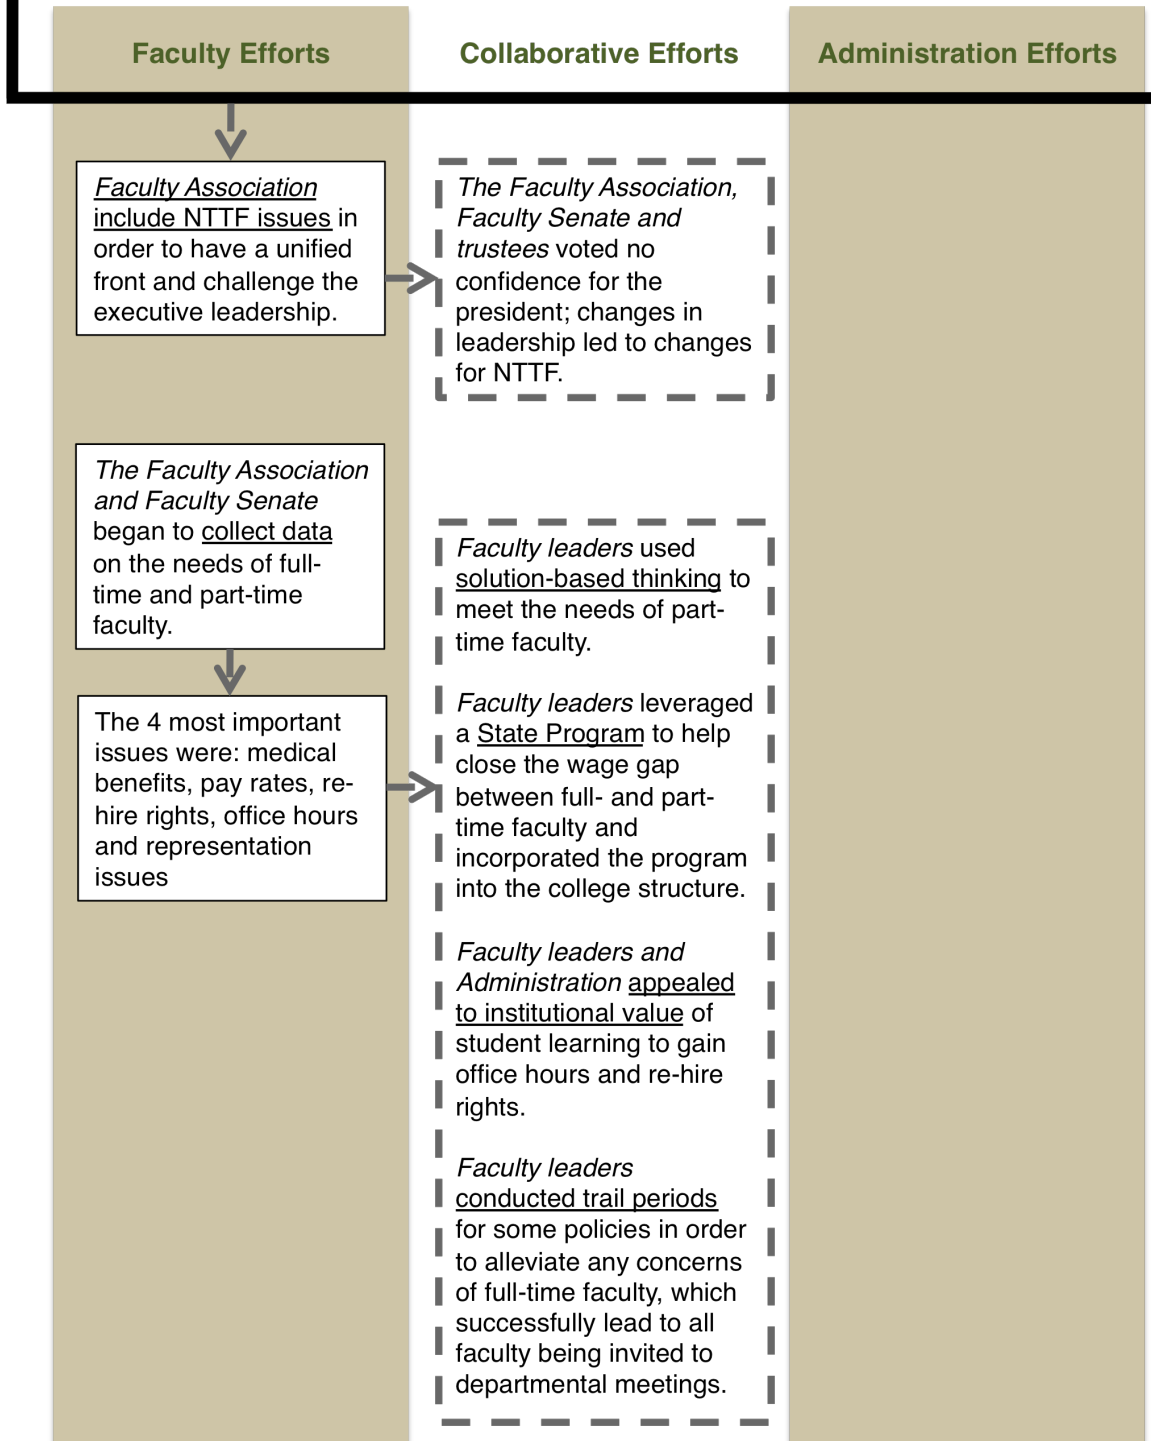 Faculty Efforts
Collaborative Efforts
Administration Efforts
Faculty Association
include NTTF issues in
order to have a unified
front and challenge the
executive leadership.
The Faculty Association,
Faculty Senate and
trustees voted no
confidence for the
president; changes in
leadership led to changes
for NTTF.
The Faculty Association
and Faculty Senate
began to collect data
on the needs of full-
time and part-time
faculty.
The 4 most important
issues were: medical
benefits, pay rates, re-
hire rights, office hours
and representation
issues
Faculty leaders used
solution-based thinking to
meet the needs of part-
time faculty.
Faculty leaders leveraged
a State Program to help
close the wage gap
between full- and part-
time faculty and
incorporated the program
into the college structure.
Faculty leaders and
Administration appealed
to institutional value of
student learning to gain
office hours and re-hire
rights.
Faculty leaders
conducted trail periods
for some policies in order
to alleviate any concerns
of full-time faculty, which
successfully lead to all
faculty being invited to
departmental meetings.